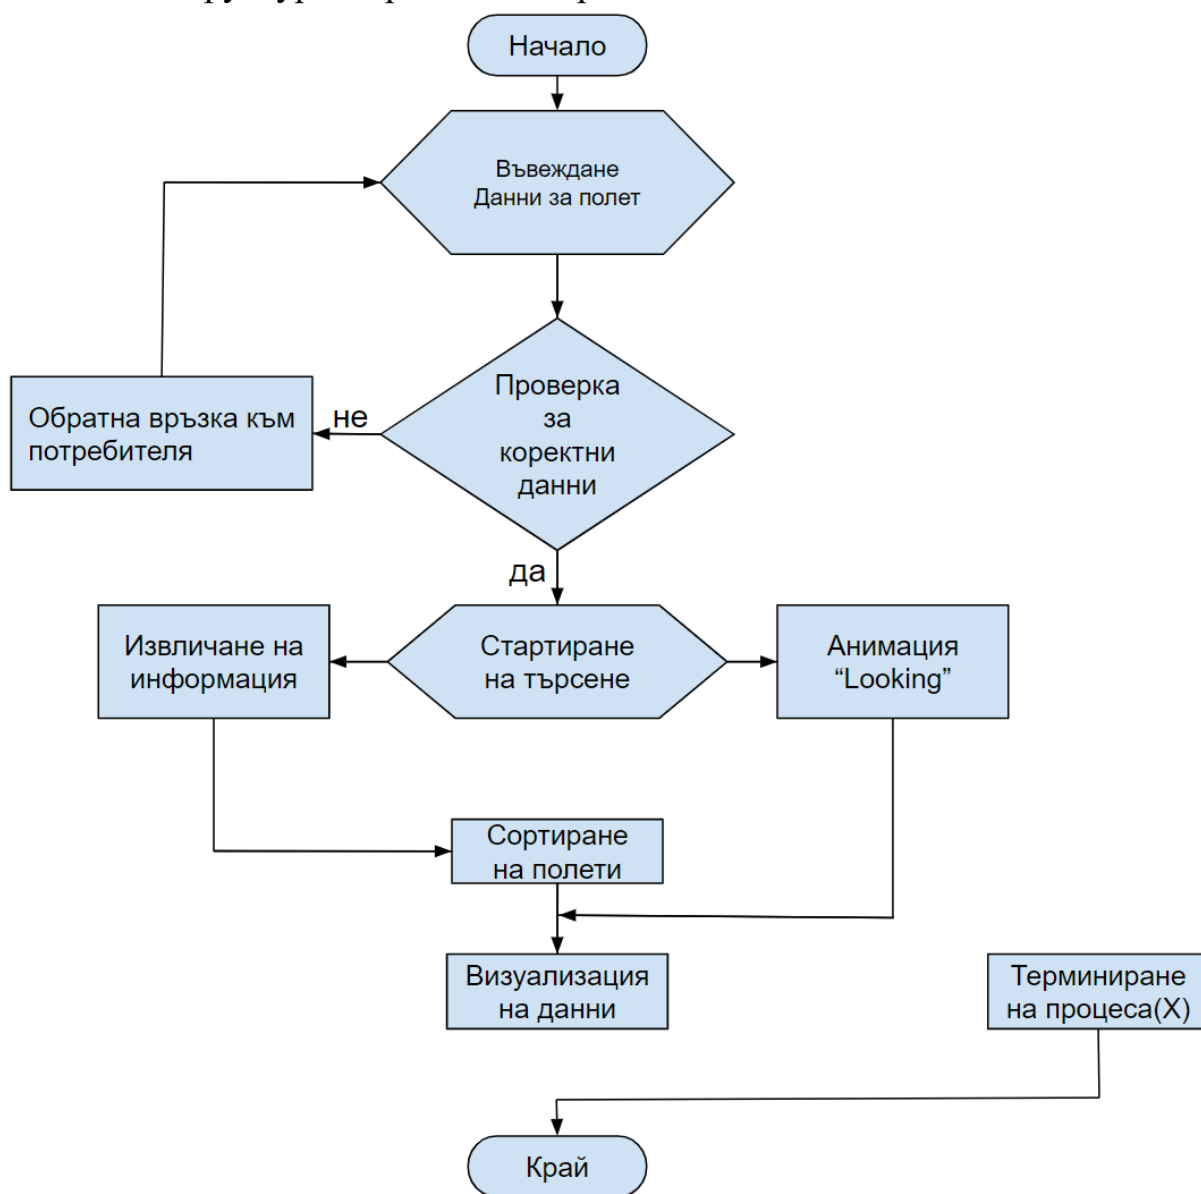 Начало
Въвеждане
Данни за полет
Проверка
за
коректни
данни
не
Обратна връзка към
потребителя
да
Извличане на
информация
Стартиране
на търсене
Анимация
“Looking”
Сортиране
на полети
Визуализация
на данни
Терминиране
на процеса(X)
Край